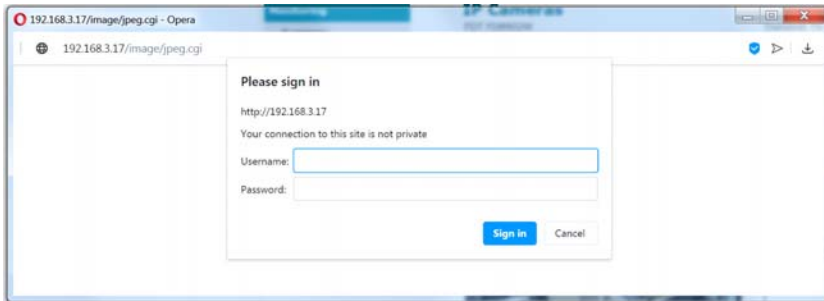 Monitoring
IP Cameras
192.168.3.17/image/jpeg.cgi - Opera
192.168.3.17/image/jpeg.cgi
Please sign in
http://192.168.3.17
Your connection to this site is not private
Username:
Password:
Sign in
Cancel